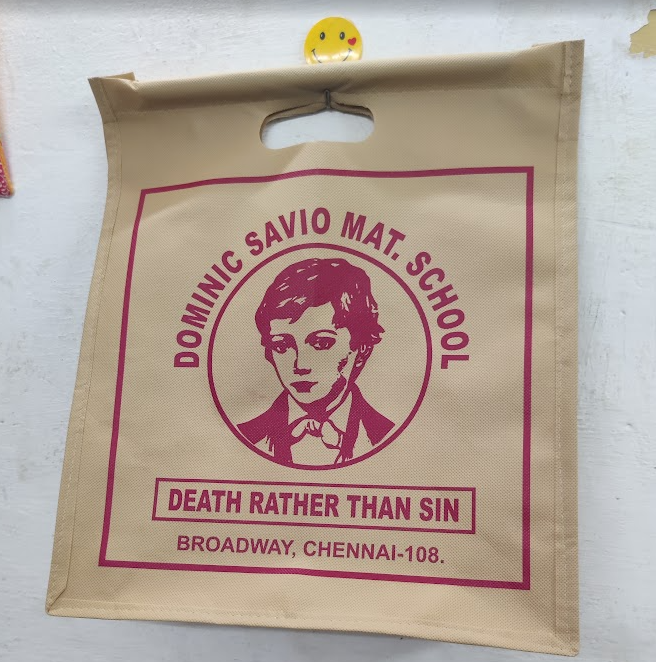 DOMINIC SAVIO MAT. SCHOOL
DEATH RATHER THAN SIN
BROADWAY, CHENNAI-108.